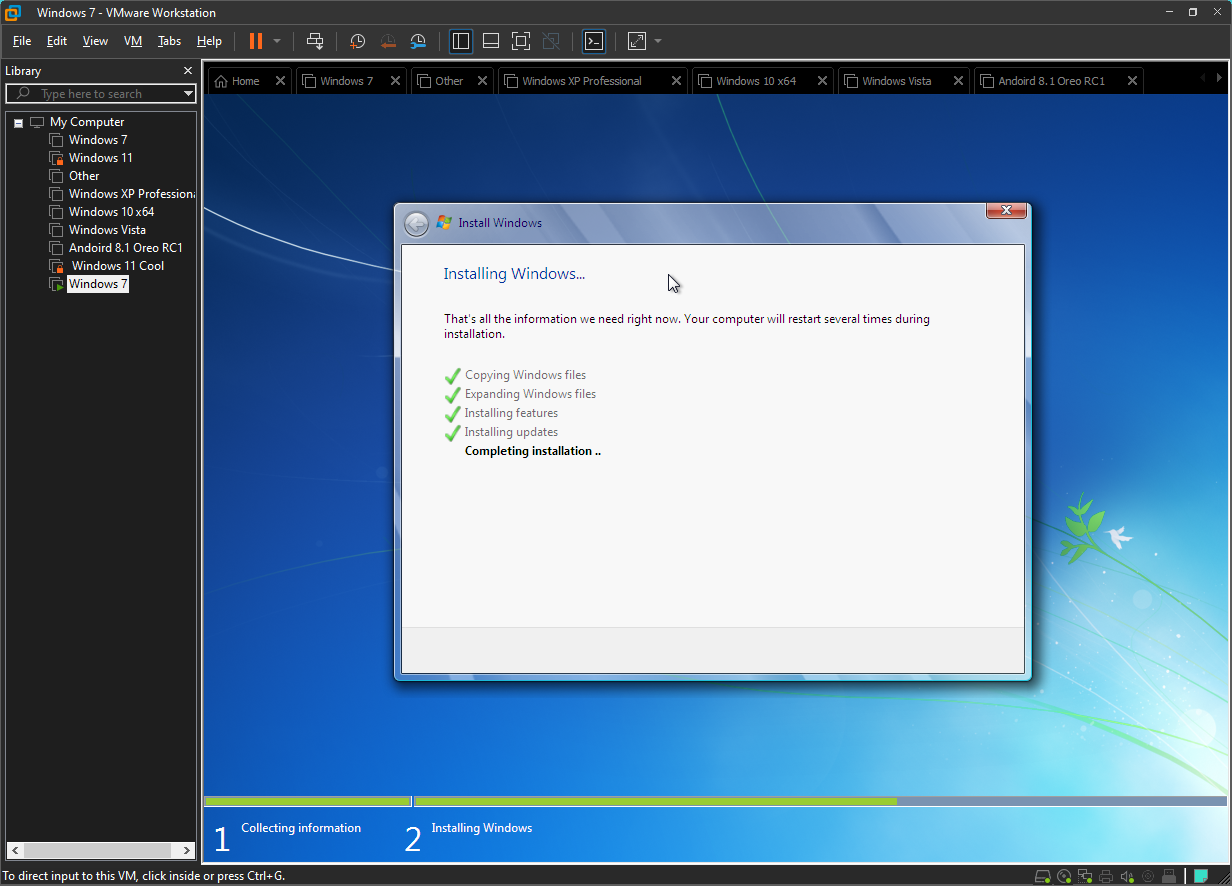 Windows 7 - VMware Workstation
File Edit View VM Tabs Help
Library
Type here to search
Home Windows 7 Other Windows XP Professional Windows 10 x64 Windows Vista Andoird 8.1 Oreo RC1
My Computer
Windows 7
Windows 11
Other
Windows XP Professiona
Windows 10 x64
Windows Vista
Andoird 8.1 Oreo RC1
Windows 11 Cool
Windows 7
Install Windows
Installing Windows...
That's all the information we need right now. Your computer will restart several times during
installation.
Copying Windows files
Expanding Windows files
Installing features
Installing updates
Completing installation ..
1 Collecting information 2 Installing Windows
To direct input to this VM, click inside or press Ctrl+G.